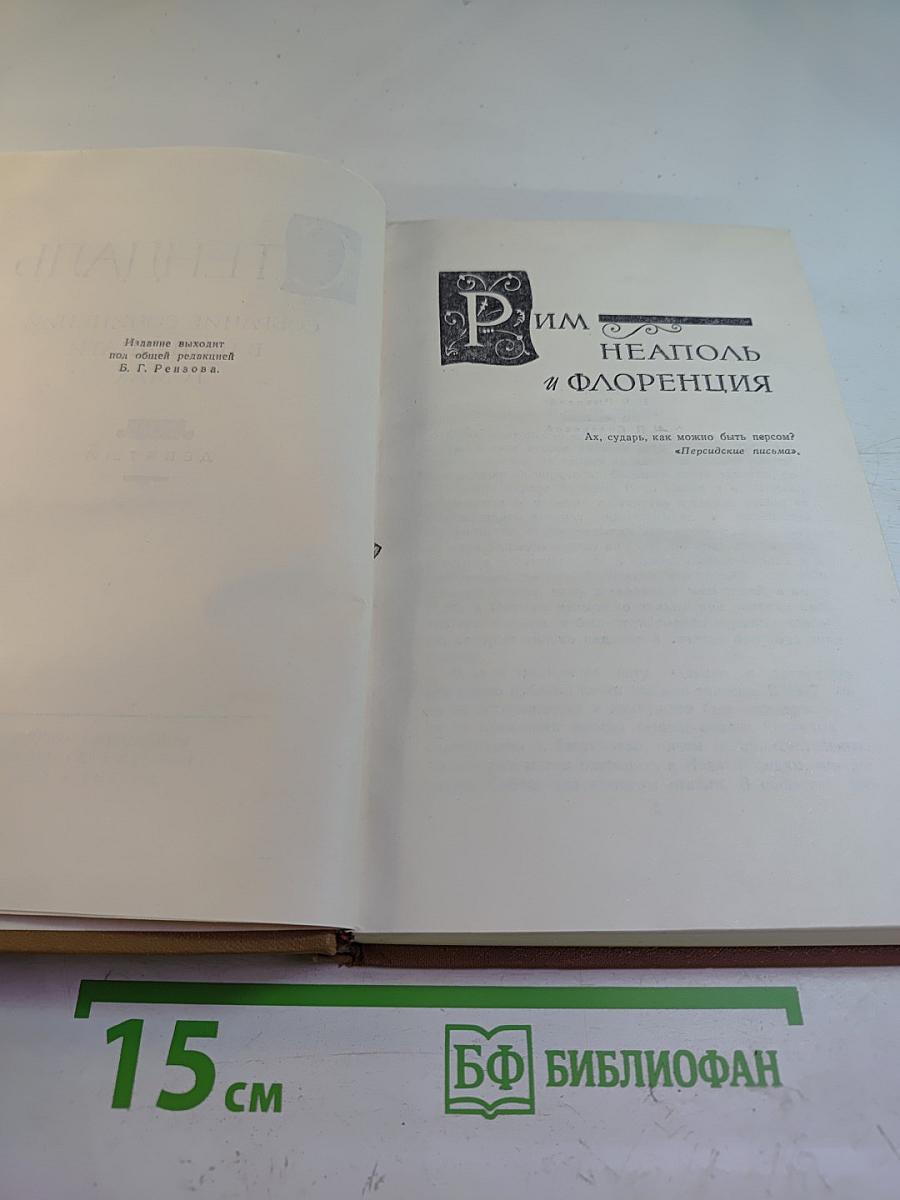 Издание выходит
под общей редакцией
Б. Г. Реизова.
РИМ
НЕАПОЛЬ
и ФЛОРЕНЦИЯ
Ах, сударь, как можно быть персом?
«Персидские письма».
15 см
БФ БИБЛИОФАН